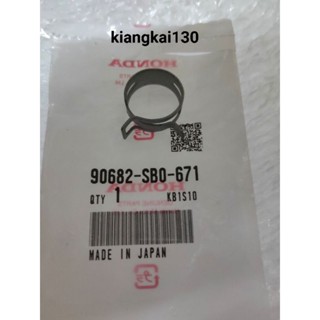 kiangkai130
HONDA
90682-SB0-671
QTY 1 KB1S10
MADE IN JAPAN